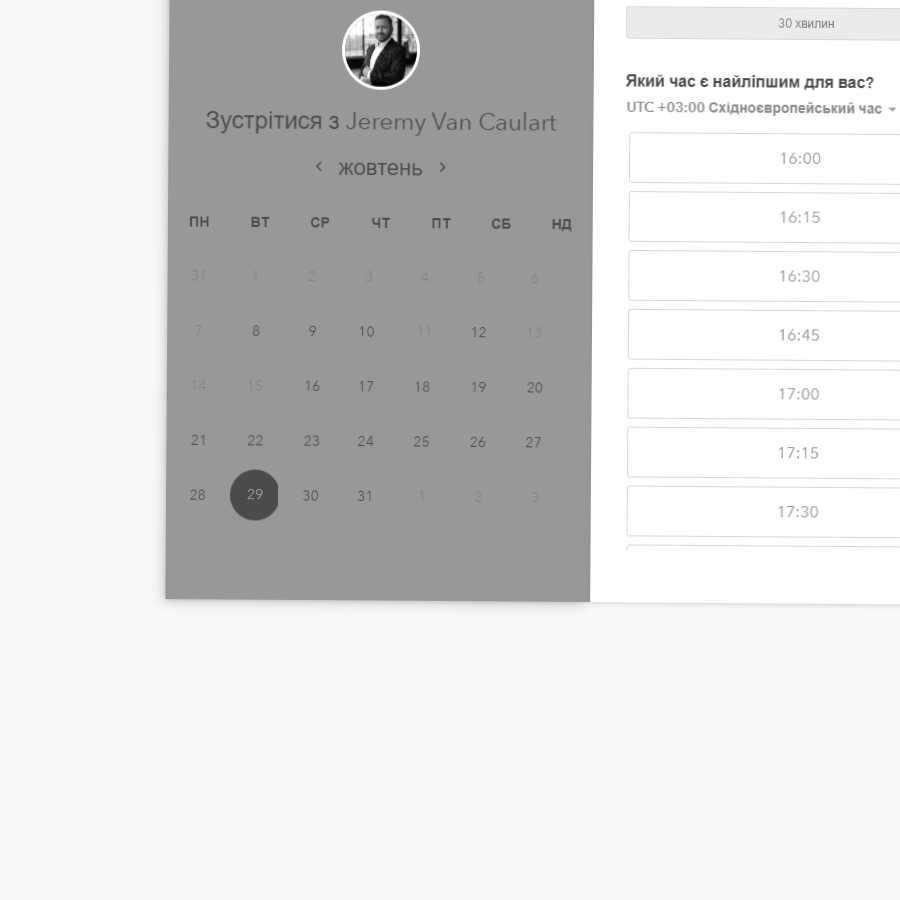 Зустрітися з Jeremy Van Caulart
жовтень
ПН ВТ СР ЧТ ПТ СБ НД
31 1 2 3 4 5 6
7 8 9 10 11 12 13
14 15 16 17 18 19 20
21 22 23 24 25 26 27
28 29 30 31 1 2 3
30 хвилин
Який час є найліпшим для вас?
UTC +03:00 Східноєвропейський час
16:00
16:15
16:30
16:45
17:00
17:15
17:30